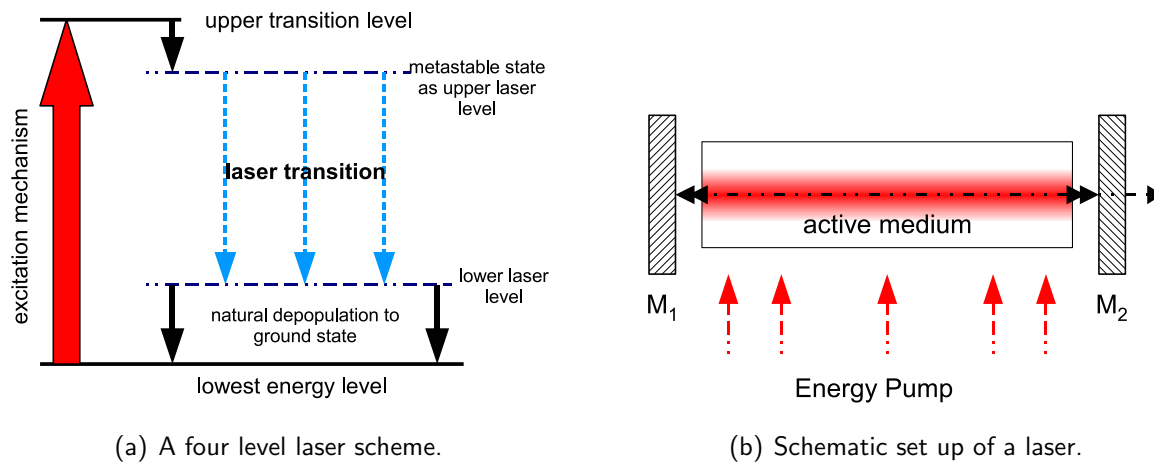 upper transition level
metastable state
as upper laser
level
excitation mechanism
laser transition
lower laser
level
natural depopulation to
ground state
lowest energy level
(a) A four level laser scheme.
active medium
M1
M2
Energy Pump
(b) Schematic set up of a laser.